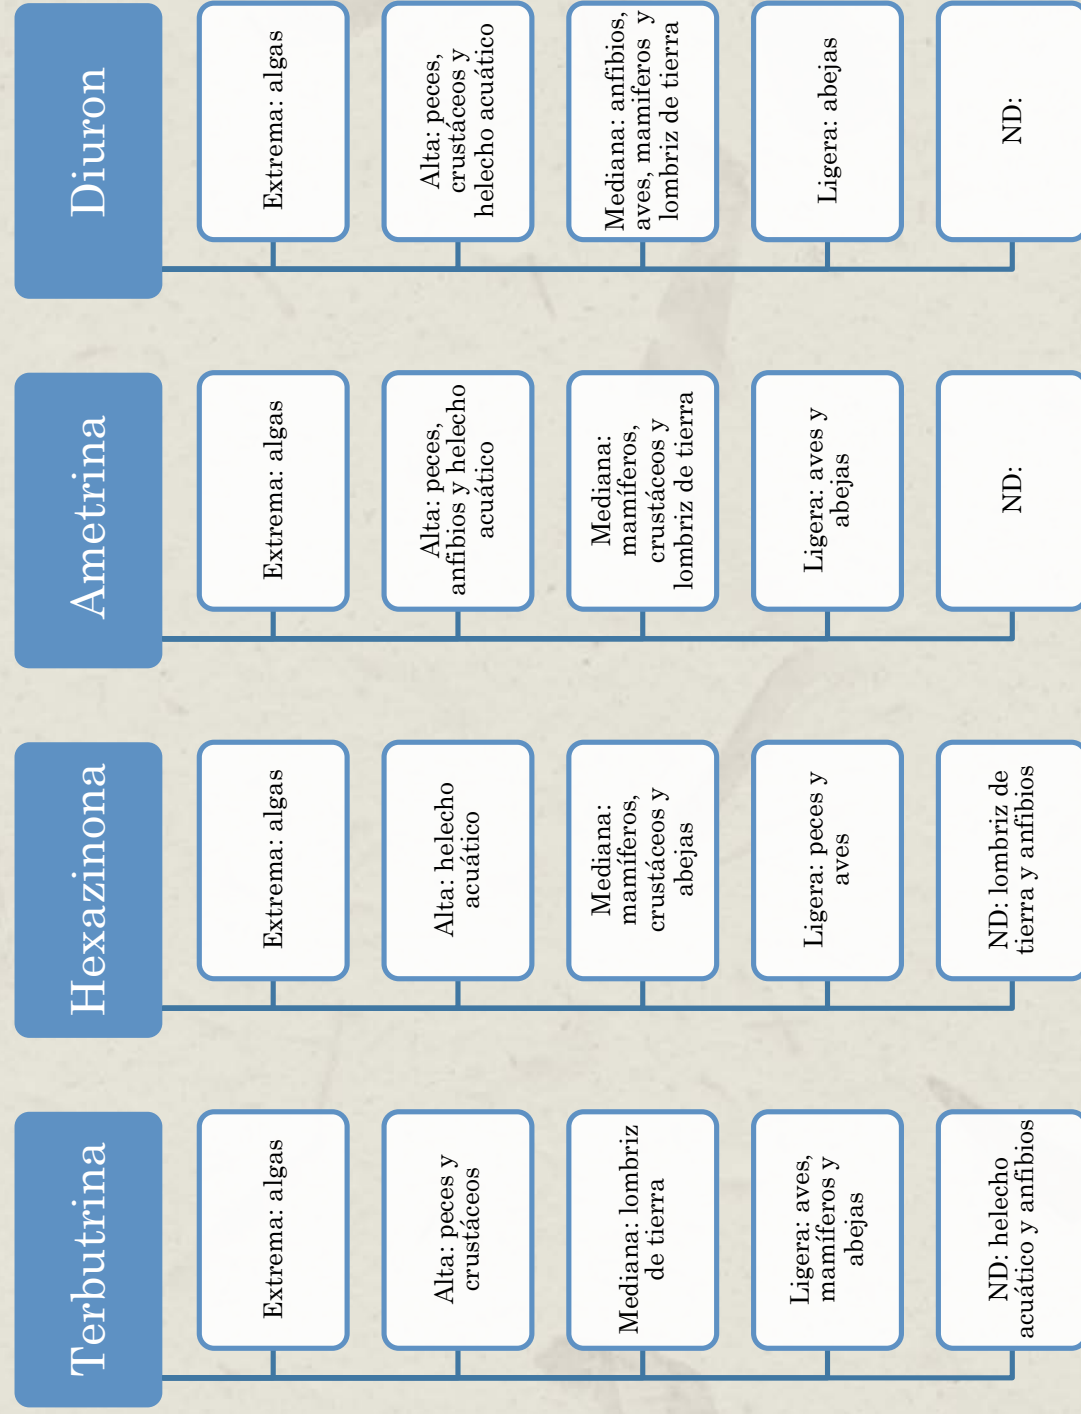 Terbutrina
Extrema: algas
Alta: peces y
crustáceos
Mediana: lombriz
de tierra
Ligera: aves,
mamíferos y
abejas
ND: helecho
acuático y anfibios
Hexazinona
Extrema: algas
Alta: helecho
acuático
Mediana:
mamíferos,
crustáceos y
abejas
Ligera: peces y
aves
ND: lombriz de
tierra y anfibios
Ametrina
Extrema: algas
Alta: peces,
anfibios y helecho
acuático
Mediana:
mamíferos,
crustáceos y
lombriz de tierra
Ligera: aves y
abejas
ND:
Diuron
Extrema: algas
Alta: peces,
crustáceos y
helecho acuático
Mediana: anfibios,
aves, mamiferos y
lombriz de tierra
Ligera: abejas
ND: